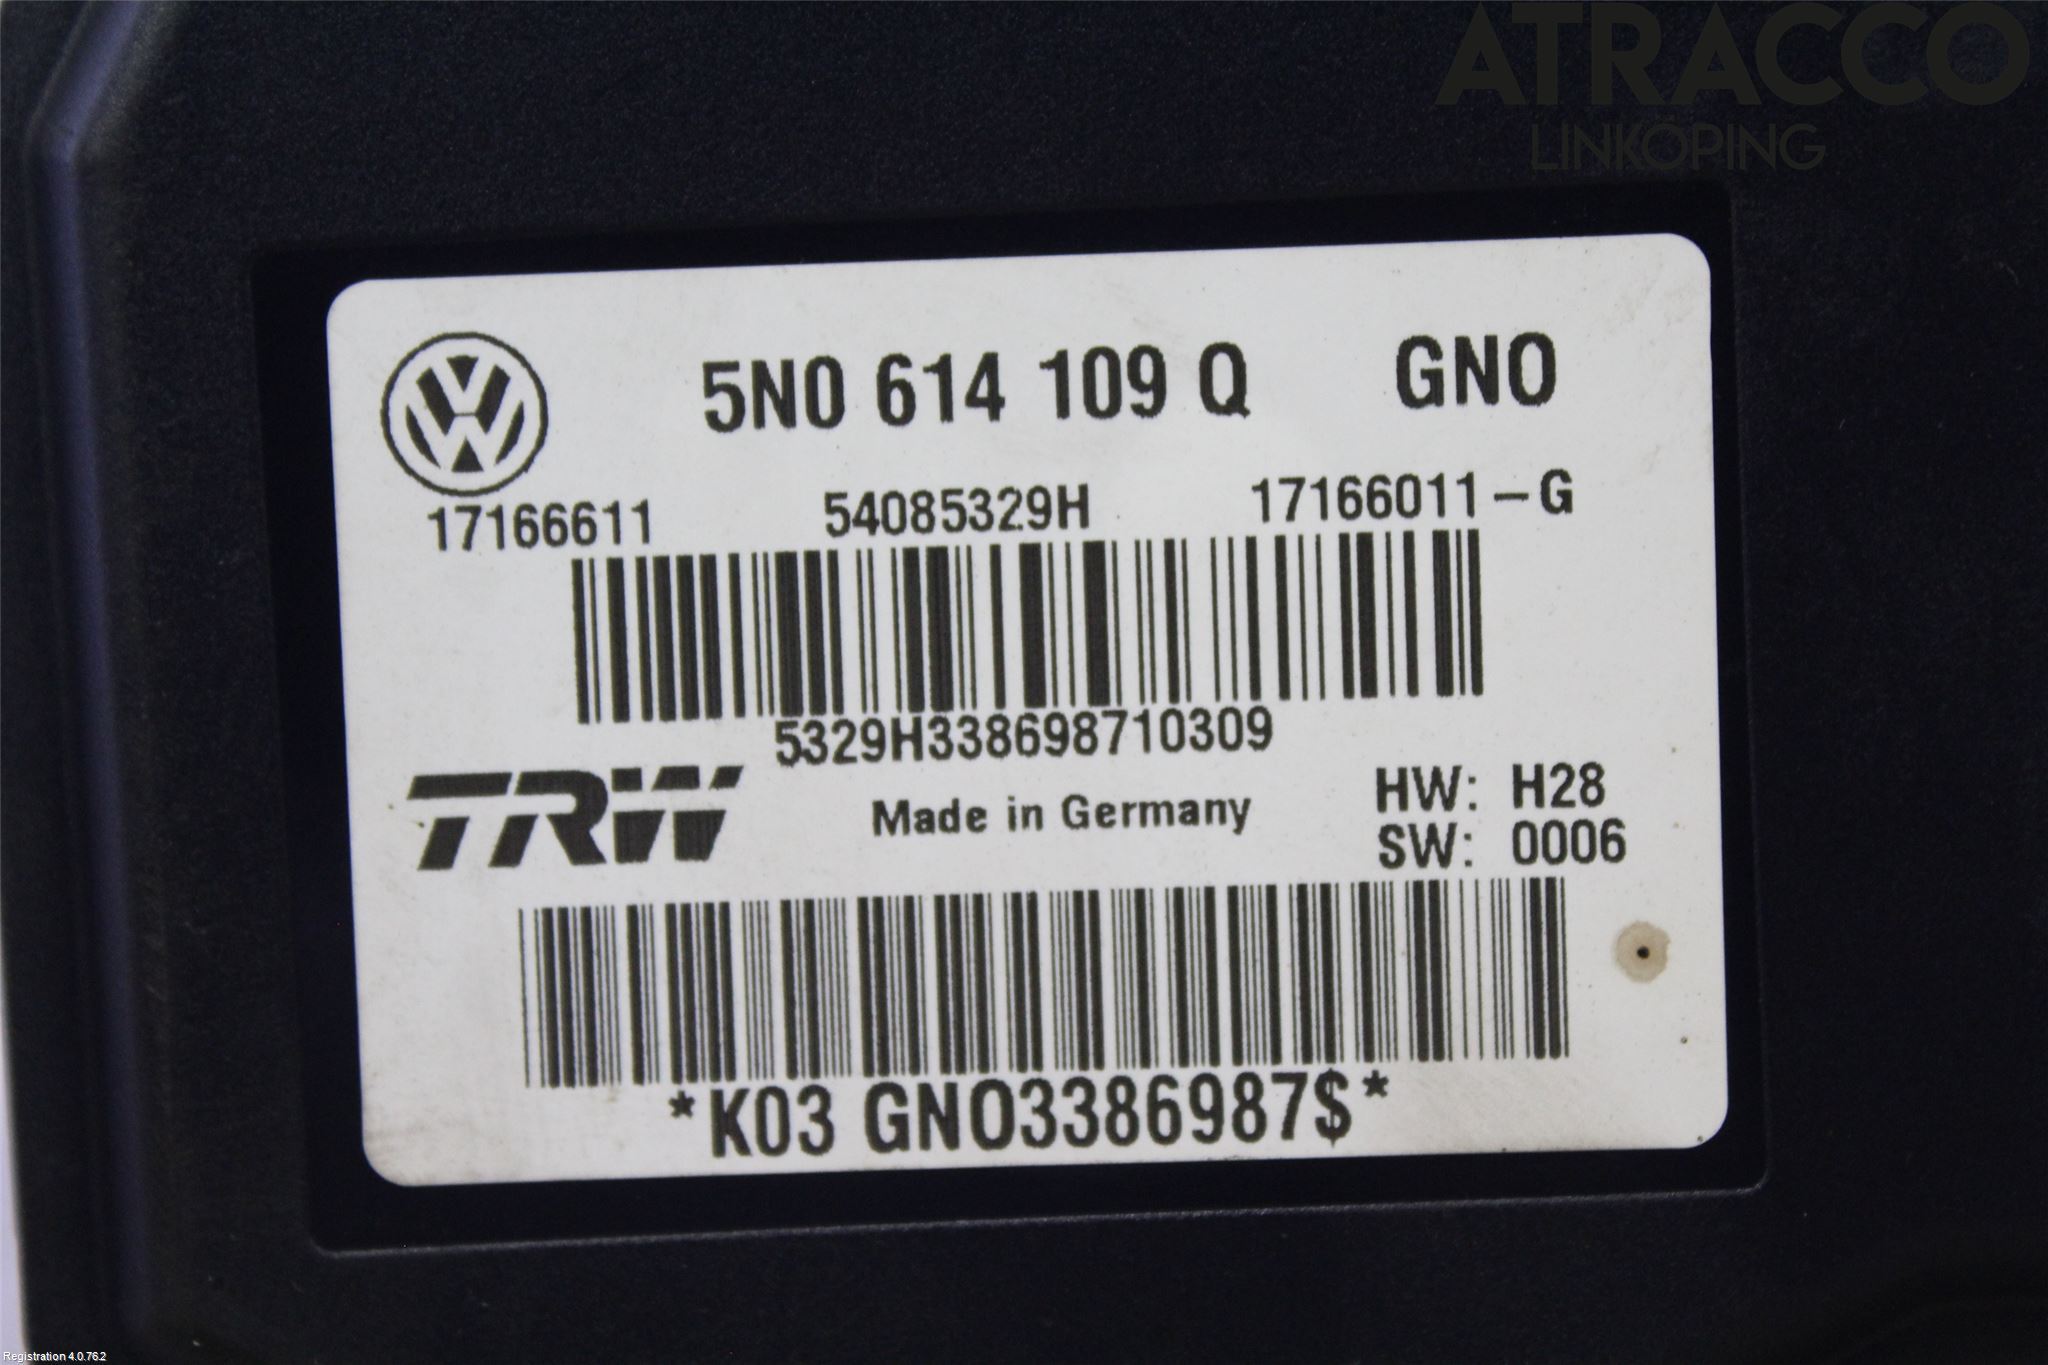 ATRACCO
LINKÖPING
5N0 614 109 Q GNO
17166611 54085329H 17166011-G
5329H338698710309
TRW Made in Germany
HW: H28
SW: 0006
*K03 GNO3386987$*
Registration 4.0.76.2